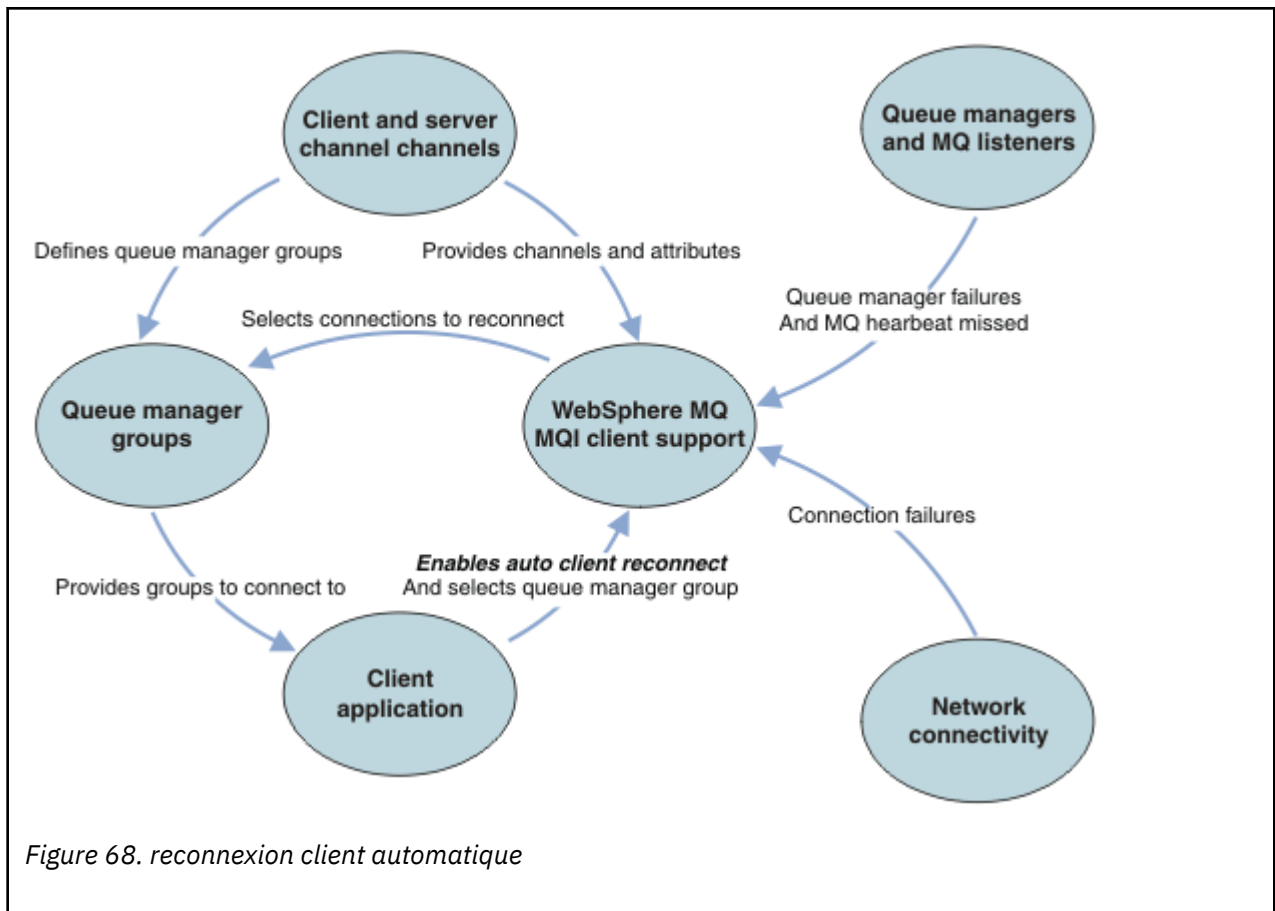 Client and server
channel channels
Queue managers
and MQ listeners
Defines queue manager groups
Provides channels and attributes
Queue manager failures
And MQ hearbeat missed
Selects connections to reconnect
Queue manager
groups
WebSphere MQ
MQI client support
Connection failures
Enables auto client reconnect
And selects queue manager group
Provides groups to connect to
Client
application
Network
connectivity
Figure 68. reconnexion client automatique